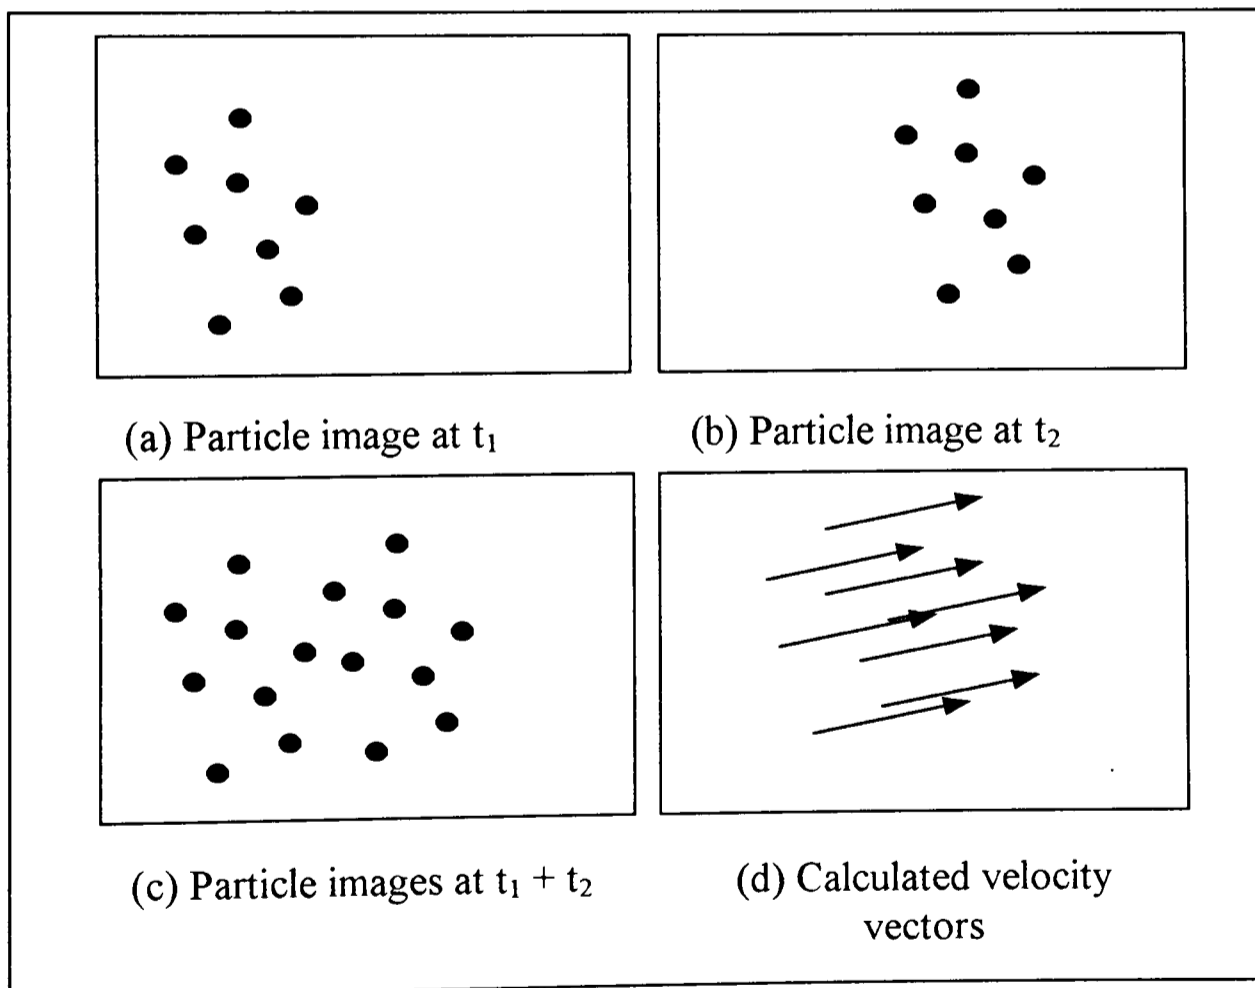 (a) Particle image at t₁
(b) Particle image at t₂
(c) Particle images at t₁ + t₂
(d) Calculated velocity
vectors